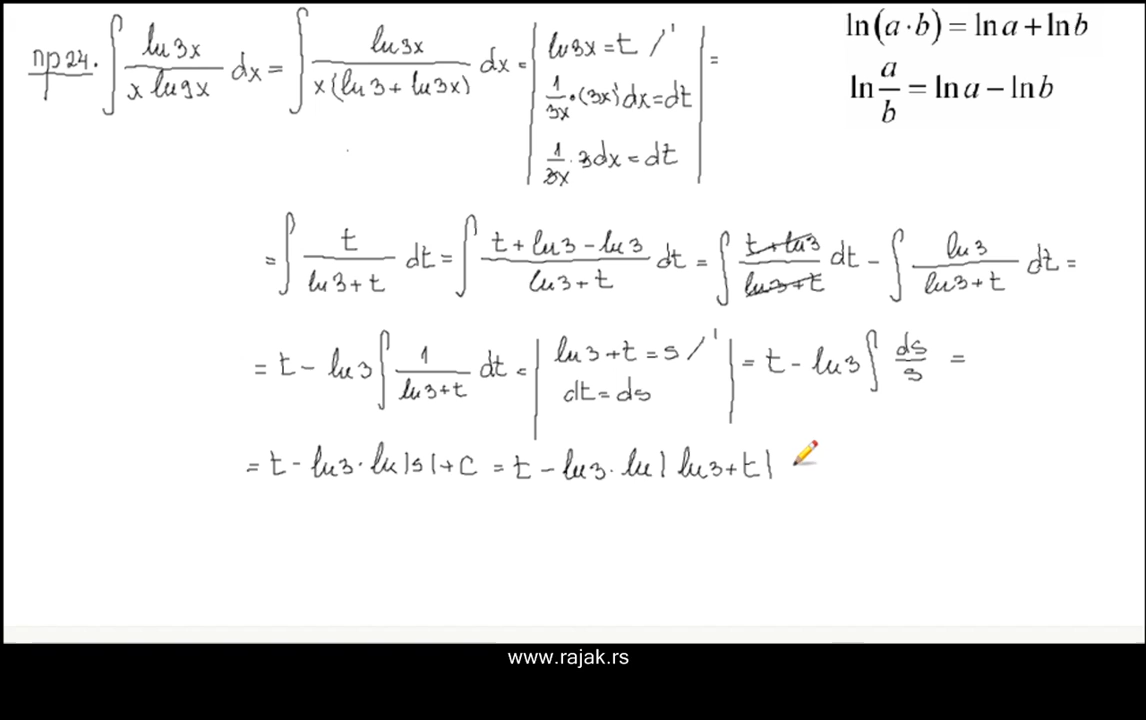 пр24. ∫ ln3x / (x ln9x) dx = ∫ ln3x / (x(ln3 + ln3x)) dx = | ln3x = t /' | =
1/3x · (3x)' dx = dt
1/3x · 3dx = dt
= ∫ t / (ln3 + t) dt = ∫ (t + ln3 - ln3) / (ln3 + t) dt = ∫ (t + ln3) / (ln3 + t) dt - ∫ ln3 / (ln3 + t) dt =
= t - ln3 ∫ 1 / (ln3 + t) dt = | ln3 + t = s /' | = t - ln3 ∫ ds/s =
dt = ds
= t - ln3 · ln|s| + C = t - ln3 · ln| ln3 + t |
ln(a·b) = ln a + ln b
ln a/b = ln a − ln b
www.rajak.rs